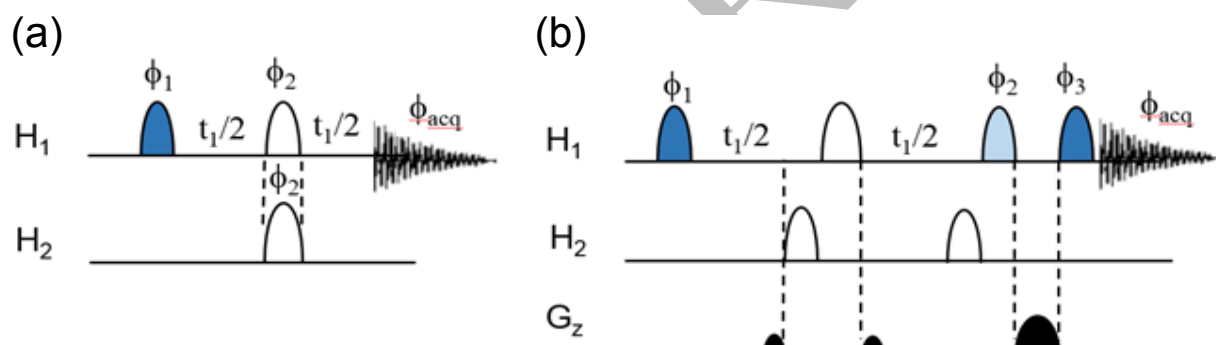 (a)
ϕ₁ ϕ₂
t₁/2 t₁/2 ϕacq
H₁
ϕ₂
H₂
(b)
ϕ₁ ϕ₂ ϕ₃
t₁/2 t₁/2 ϕacq
H₁
H₂
Gz